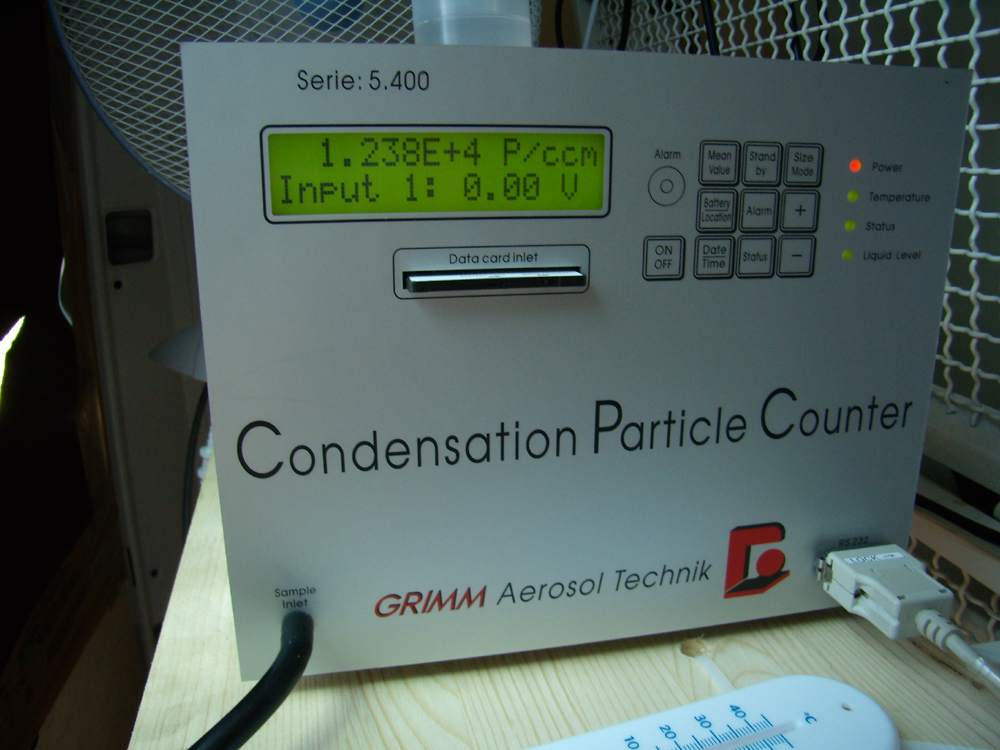 Serie: 5.400
1.238E+4 P/ccm
Input 1: 0.00 V
Data card inlet
Alarm
Mean Value
Stand by
Size Mode
Battery Location
Alarm
+
ON OFF
Date Time
Status
−
Power
Temperature
Status
Liquid Level
Condensation Particle Counter
Sample
Inlet
GRIMM Aerosol Technik
RS 232
LOCK
10 20 30 40 °C